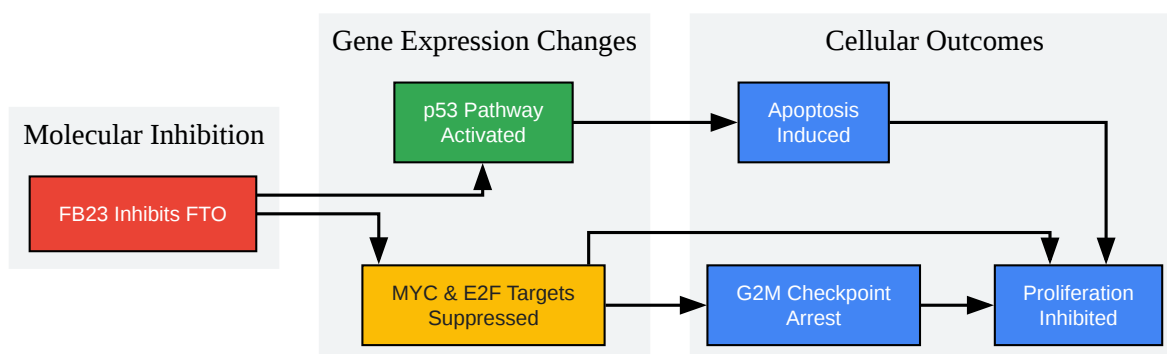 Molecular Inhibition
FB23 Inhibits FTO
Gene Expression Changes
p53 Pathway
Activated
MYC & E2F Targets
Suppressed
Cellular Outcomes
Apoptosis
Induced
G2M Checkpoint
Arrest
Proliferation
Inhibited